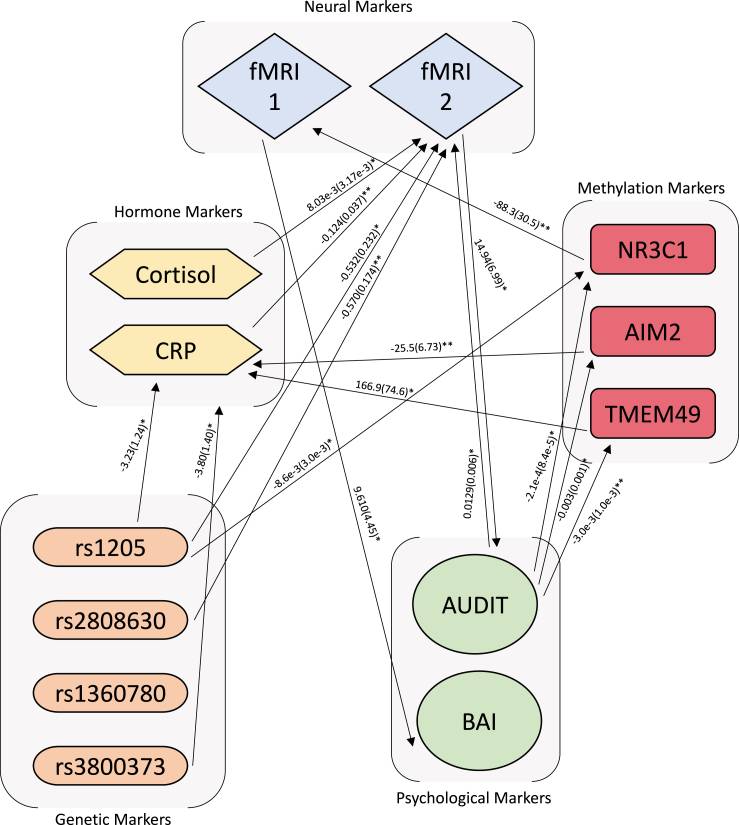 Neural Markers
fMRI
1
fMRI
2
Methylation Markers
Hormone Markers
8.03e-3(3.17e-3)*
-0.124(0.037)**
-0.532(0.232)*
-0.570(0.174)**
-88.3(30.5)**
14.94(6.99)*
NR3C1
Cortisol
AIM2
CRP
-25.5(6.73)**
166.9(74.6)*
TMEM49
-3.23(1.24)*
-3.80(1.40)*
-8.6e-3(3.0e-3)*
9.610(4.45)*
0.0129(0.006)*
-2.1e-4(8.4e-5)*
-0.003(0.001)*
-3.0e-3(1.0e-3)**
rs1205
rs2808630
rs1360780
rs3800373
AUDIT
BAI
Psychological Markers
Genetic Markers